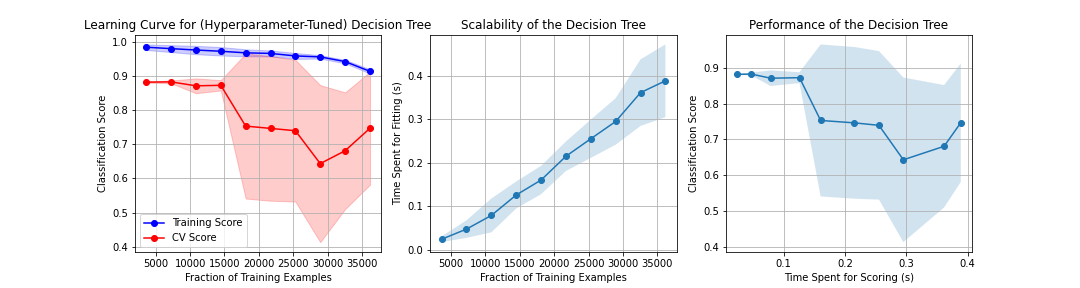 Learning Curve for (Hyperparameter-Tuned) Decision Tree
1.0
0.9
0.8
0.7
0.6
0.5
0.4
Classification Score
Training Score
CV Score
5000 10000 15000 20000 25000 30000 35000
Fraction of Training Examples
Scalability of the Decision Tree
0.4
0.3
0.2
0.1
0.0
Time Spent for Fitting (s)
5000 10000 15000 20000 25000 30000 35000
Fraction of Training Examples
Performance of the Decision Tree
0.9
0.8
0.7
0.6
0.5
0.4
Classification Score
0.1 0.2 0.3 0.4
Time Spent for Scoring (s)